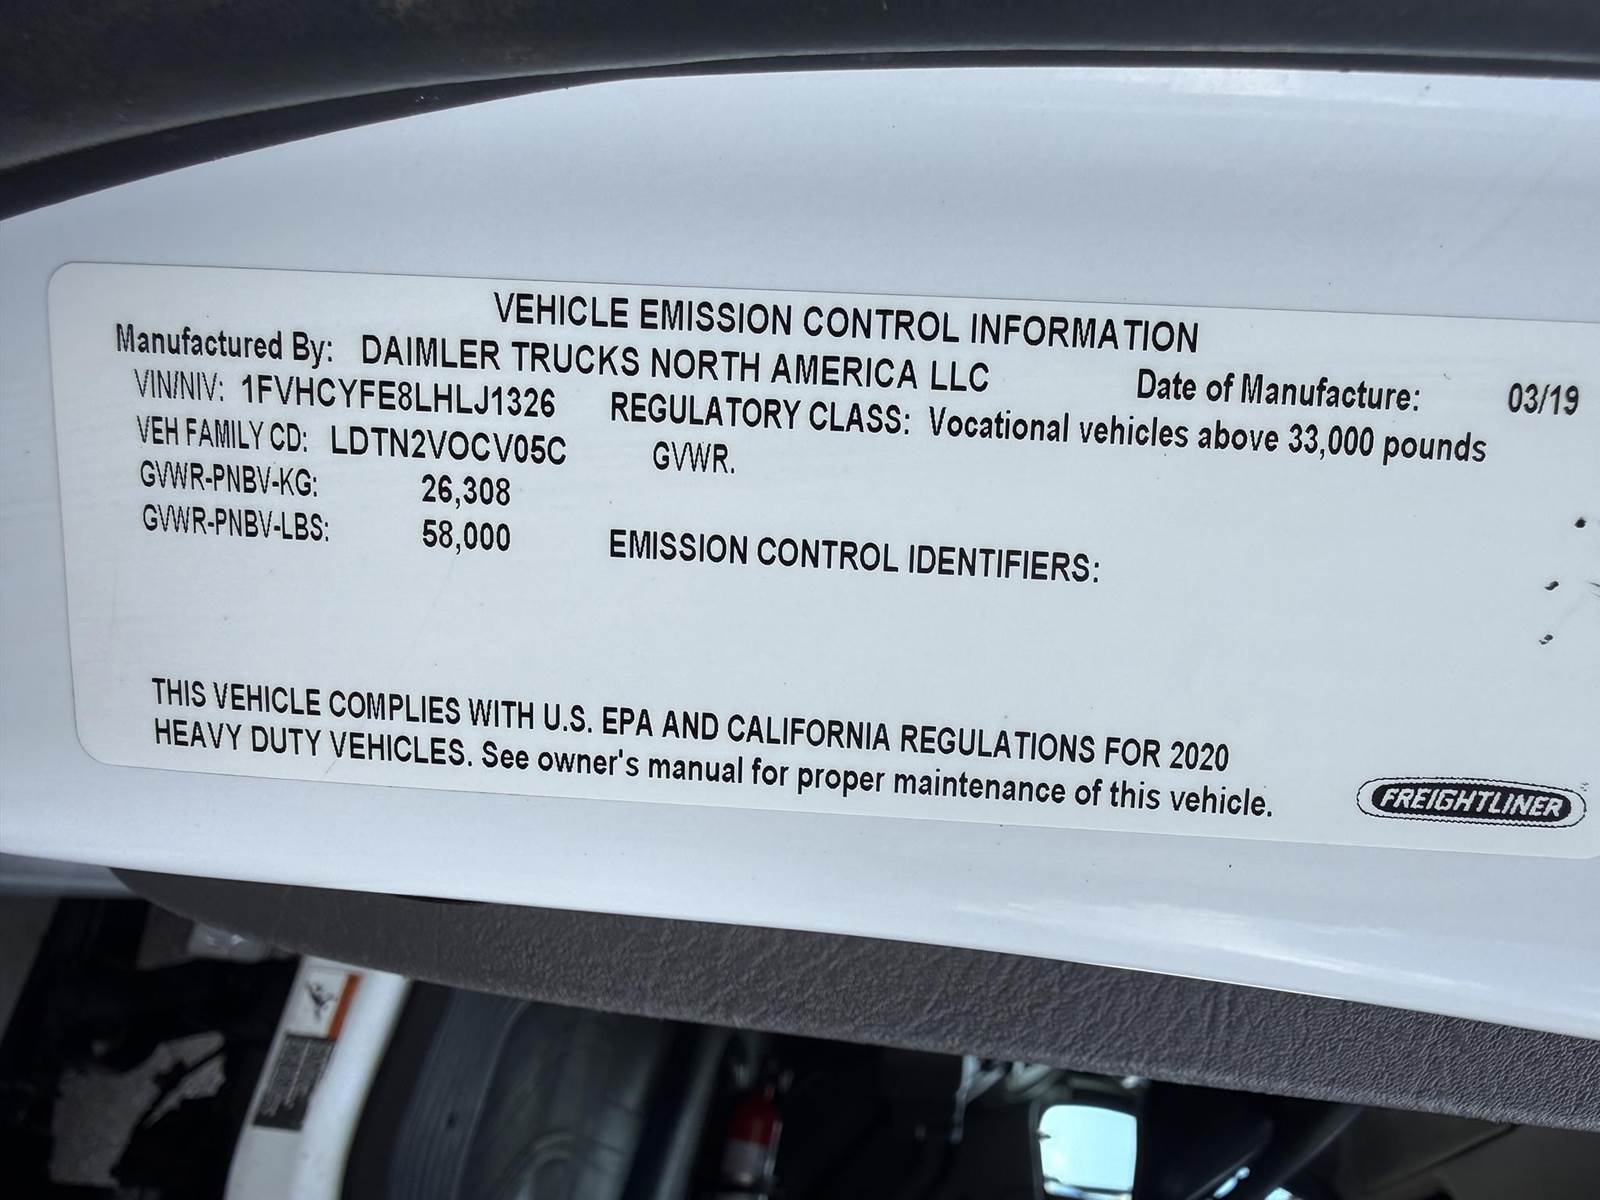 VEHICLE EMISSION CONTROL INFORMATION
Manufactured By: DAIMLER TRUCKS NORTH AMERICA LLC Date of Manufacture: 03/19
VIN/NIV: 1FVHCYFE8LHLJ1326 REGULATORY CLASS: Vocational vehicles above 33,000 pounds
VEH FAMILY CD: LDTN2VOCV05C GVWR.
GVWR-PNBV-KG: 26,308
GVWR-PNBV-LBS: 58,000 EMISSION CONTROL IDENTIFIERS:
THIS VEHICLE COMPLIES WITH U.S. EPA AND CALIFORNIA REGULATIONS FOR 2020
HEAVY DUTY VEHICLES. See owner's manual for proper maintenance of this vehicle.
FREIGHTLINER